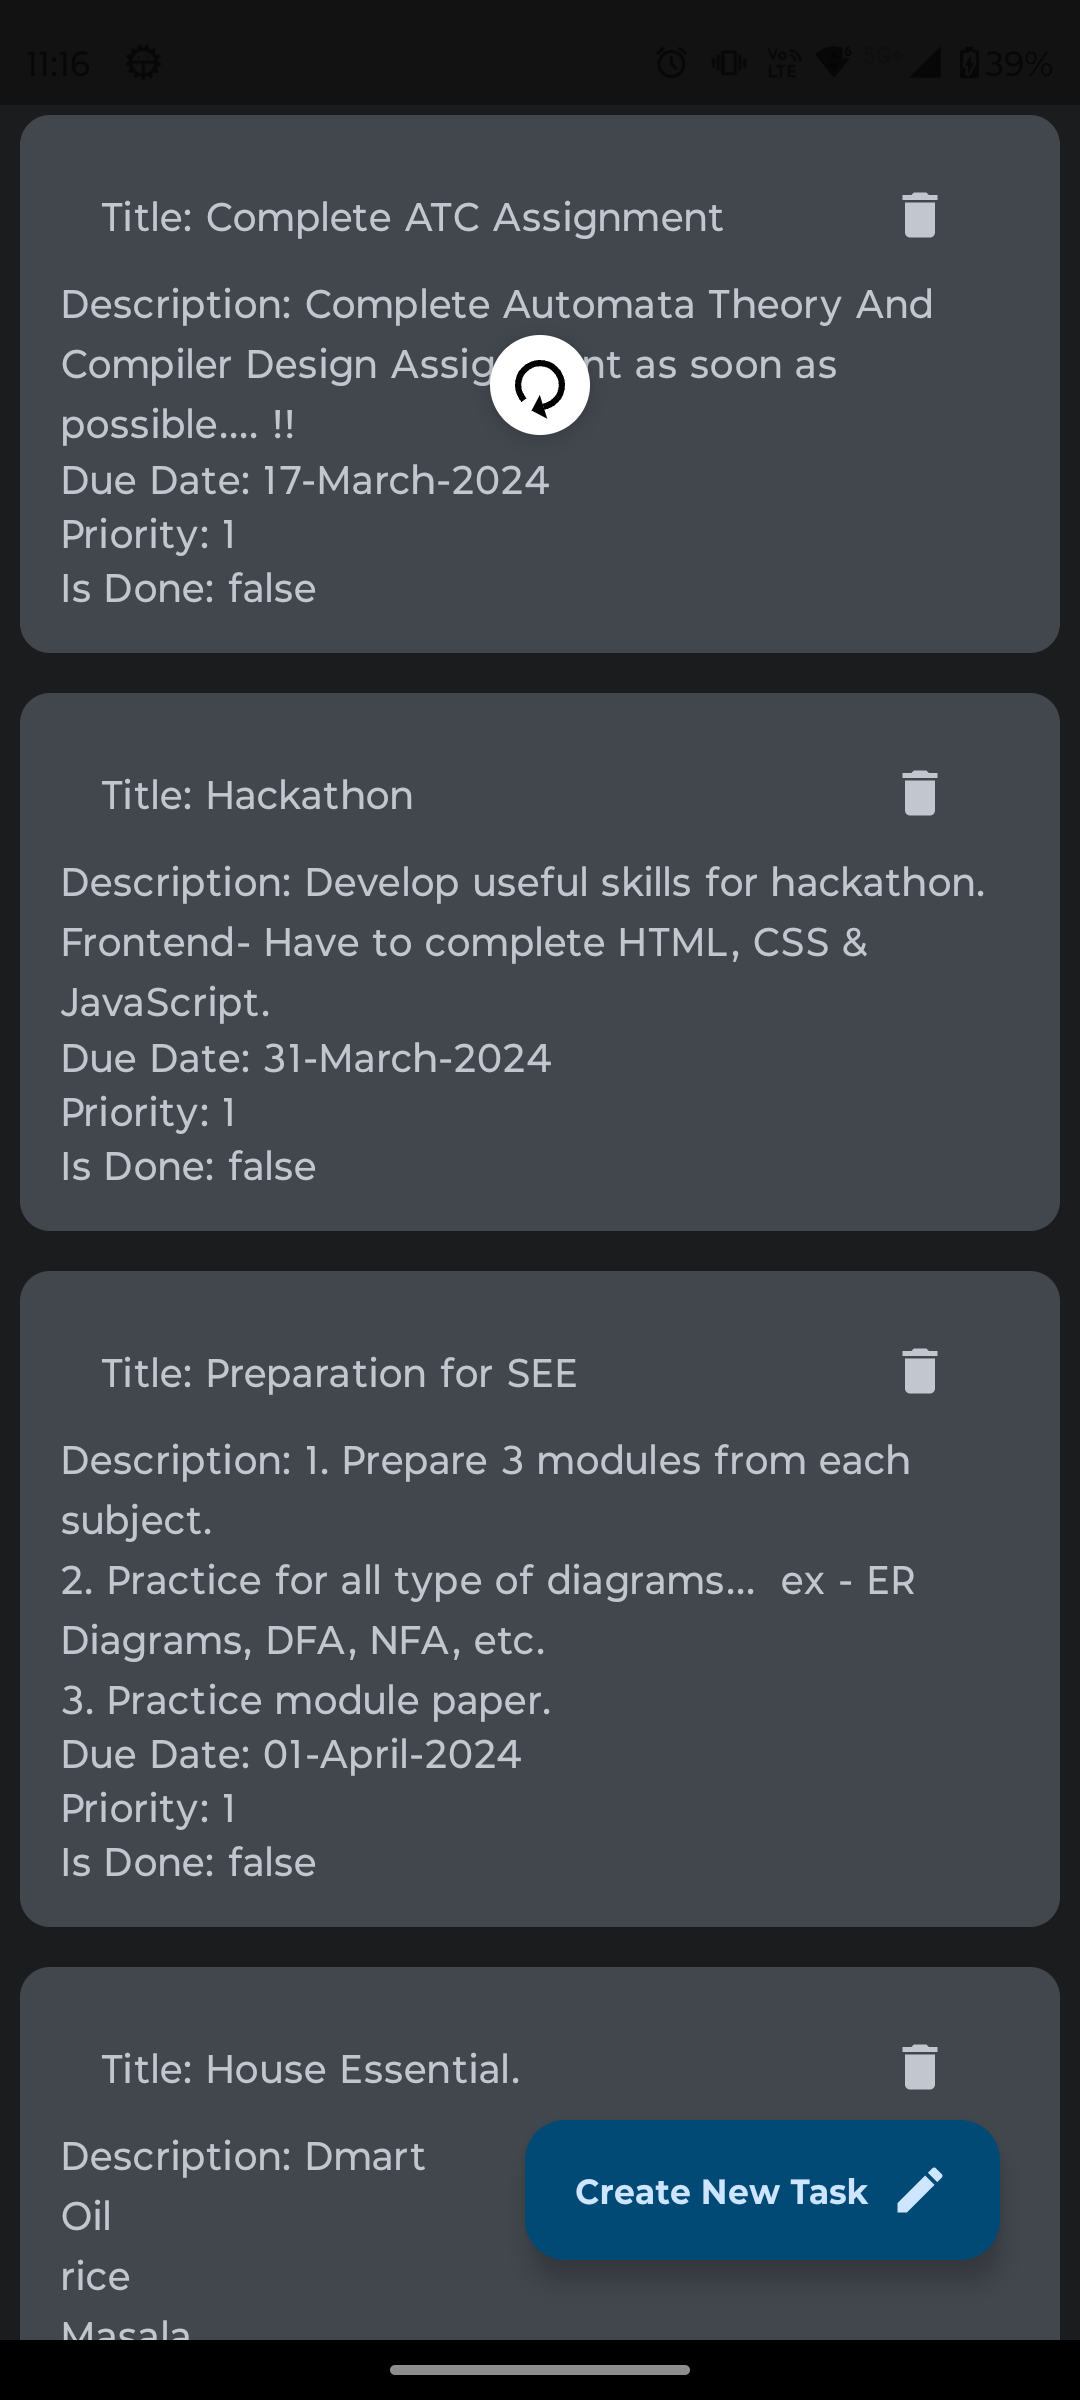 11:16
Vo LTE
6
5G+
39%
Title: Complete ATC Assignment
Description: Complete Automata Theory And
Compiler Design as soon as
possible.... !!
Due Date: 17-March-2024
Priority: 1
Is Done: false
Title: Hackathon
Description: Develop useful skills for hackathon.
Frontend- Have to complete HTML, CSS &
JavaScript.
Due Date: 31-March-2024
Priority: 1
Is Done: false
Title: Preparation for SEE
Description: 1. Prepare 3 modules from each
subject.
2. Practice for all type of diagrams...  ex - ER
Diagrams, DFA, NFA, etc.
3. Practice module paper.
Due Date: 01-April-2024
Priority: 1
Is Done: false
Title: House Essential.
Description: Dmart
Oil
rice
Masala
Create New Task